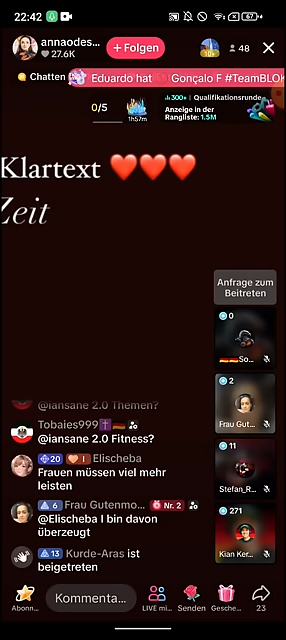 22:42
67
annaodes...
27.6K
+ Folgen
10+
48
Chatten
Eduardo hat
Gonçalo F #TeamBLOK
0/5
1h57m
300+ | Qualifikationsrunde
Anzeige in der
Rangliste: 1.5M
Klartext ❤️❤️❤️
Zeit
Anfrage zum
Beitreten
0
So...
2
Frau Gut...
11
Stefan_R...
271
Kian Ker...
@iansane 2.0 Themen?
Tobaies999✝️🇩🇪
@iansane 2.0 Fitness?
20 I Elischeba
Frauen müssen viel mehr
leisten
6 Frau Gutenmo... Nr. 2
@Elischeba I bin davon
überzeugt
13 Kurde-Aras ist
beigetreten
Abonn...
Kommenta...
LIVE mi...
Senden
Gesche...
23